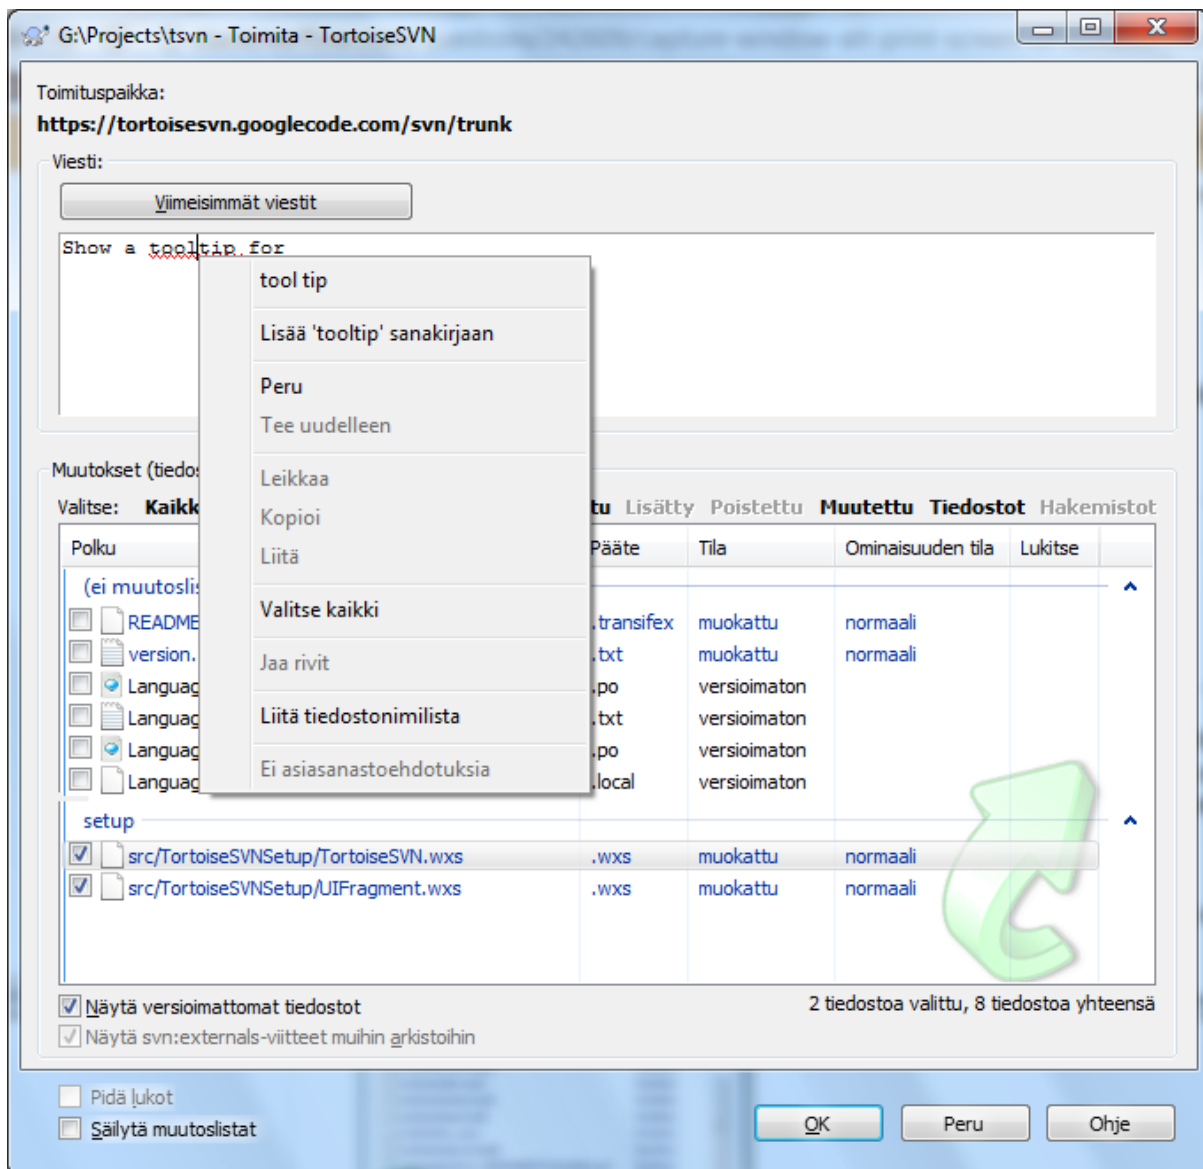 G:\Projects\tsvn - Toimita - TortoiseSVN
Toimituspaikka:
https://tortoisesvn.googlecode.com/svn/trunk
Viesti:
Viimeisimmät viestit
Show a tooltip for
tool tip
Lisää 'tooltip' sanakirjaan
Peru
Tee uudelleen
Leikkaa
Kopioi
Liitä
Valitse kaikki
Jaa rivit
Liitä tiedostonimilista
Ei asiasanastoehdotuksia
Muutokset (tiedo
Valitse: Kaikk tu Lisätty Poistettu Muutettu Tiedostot Hakemistot
Polku Pääte Tila Ominaisuuden tila Lukitse
(ei muutoslis
README .transifex muokattu normaali
version. .txt muokattu normaali
Languag .po versioimaton
Languag .txt versioimaton
Languag .po versioimaton
Languag .local versioimaton
setup
src/TortoiseSVNSetup/TortoiseSVN.wxs .wxs muokattu normaali
src/TortoiseSVNSetup/UIFragment.wxs .wxs muokattu normaali
Näytä versioimattomat tiedostot 2 tiedostoa valittu, 8 tiedostoa yhteensä
Näytä svn:externals-viitteet muihin arkistoihin
Pidä lukot
Säilytä muutoslistat
OK Peru Ohje